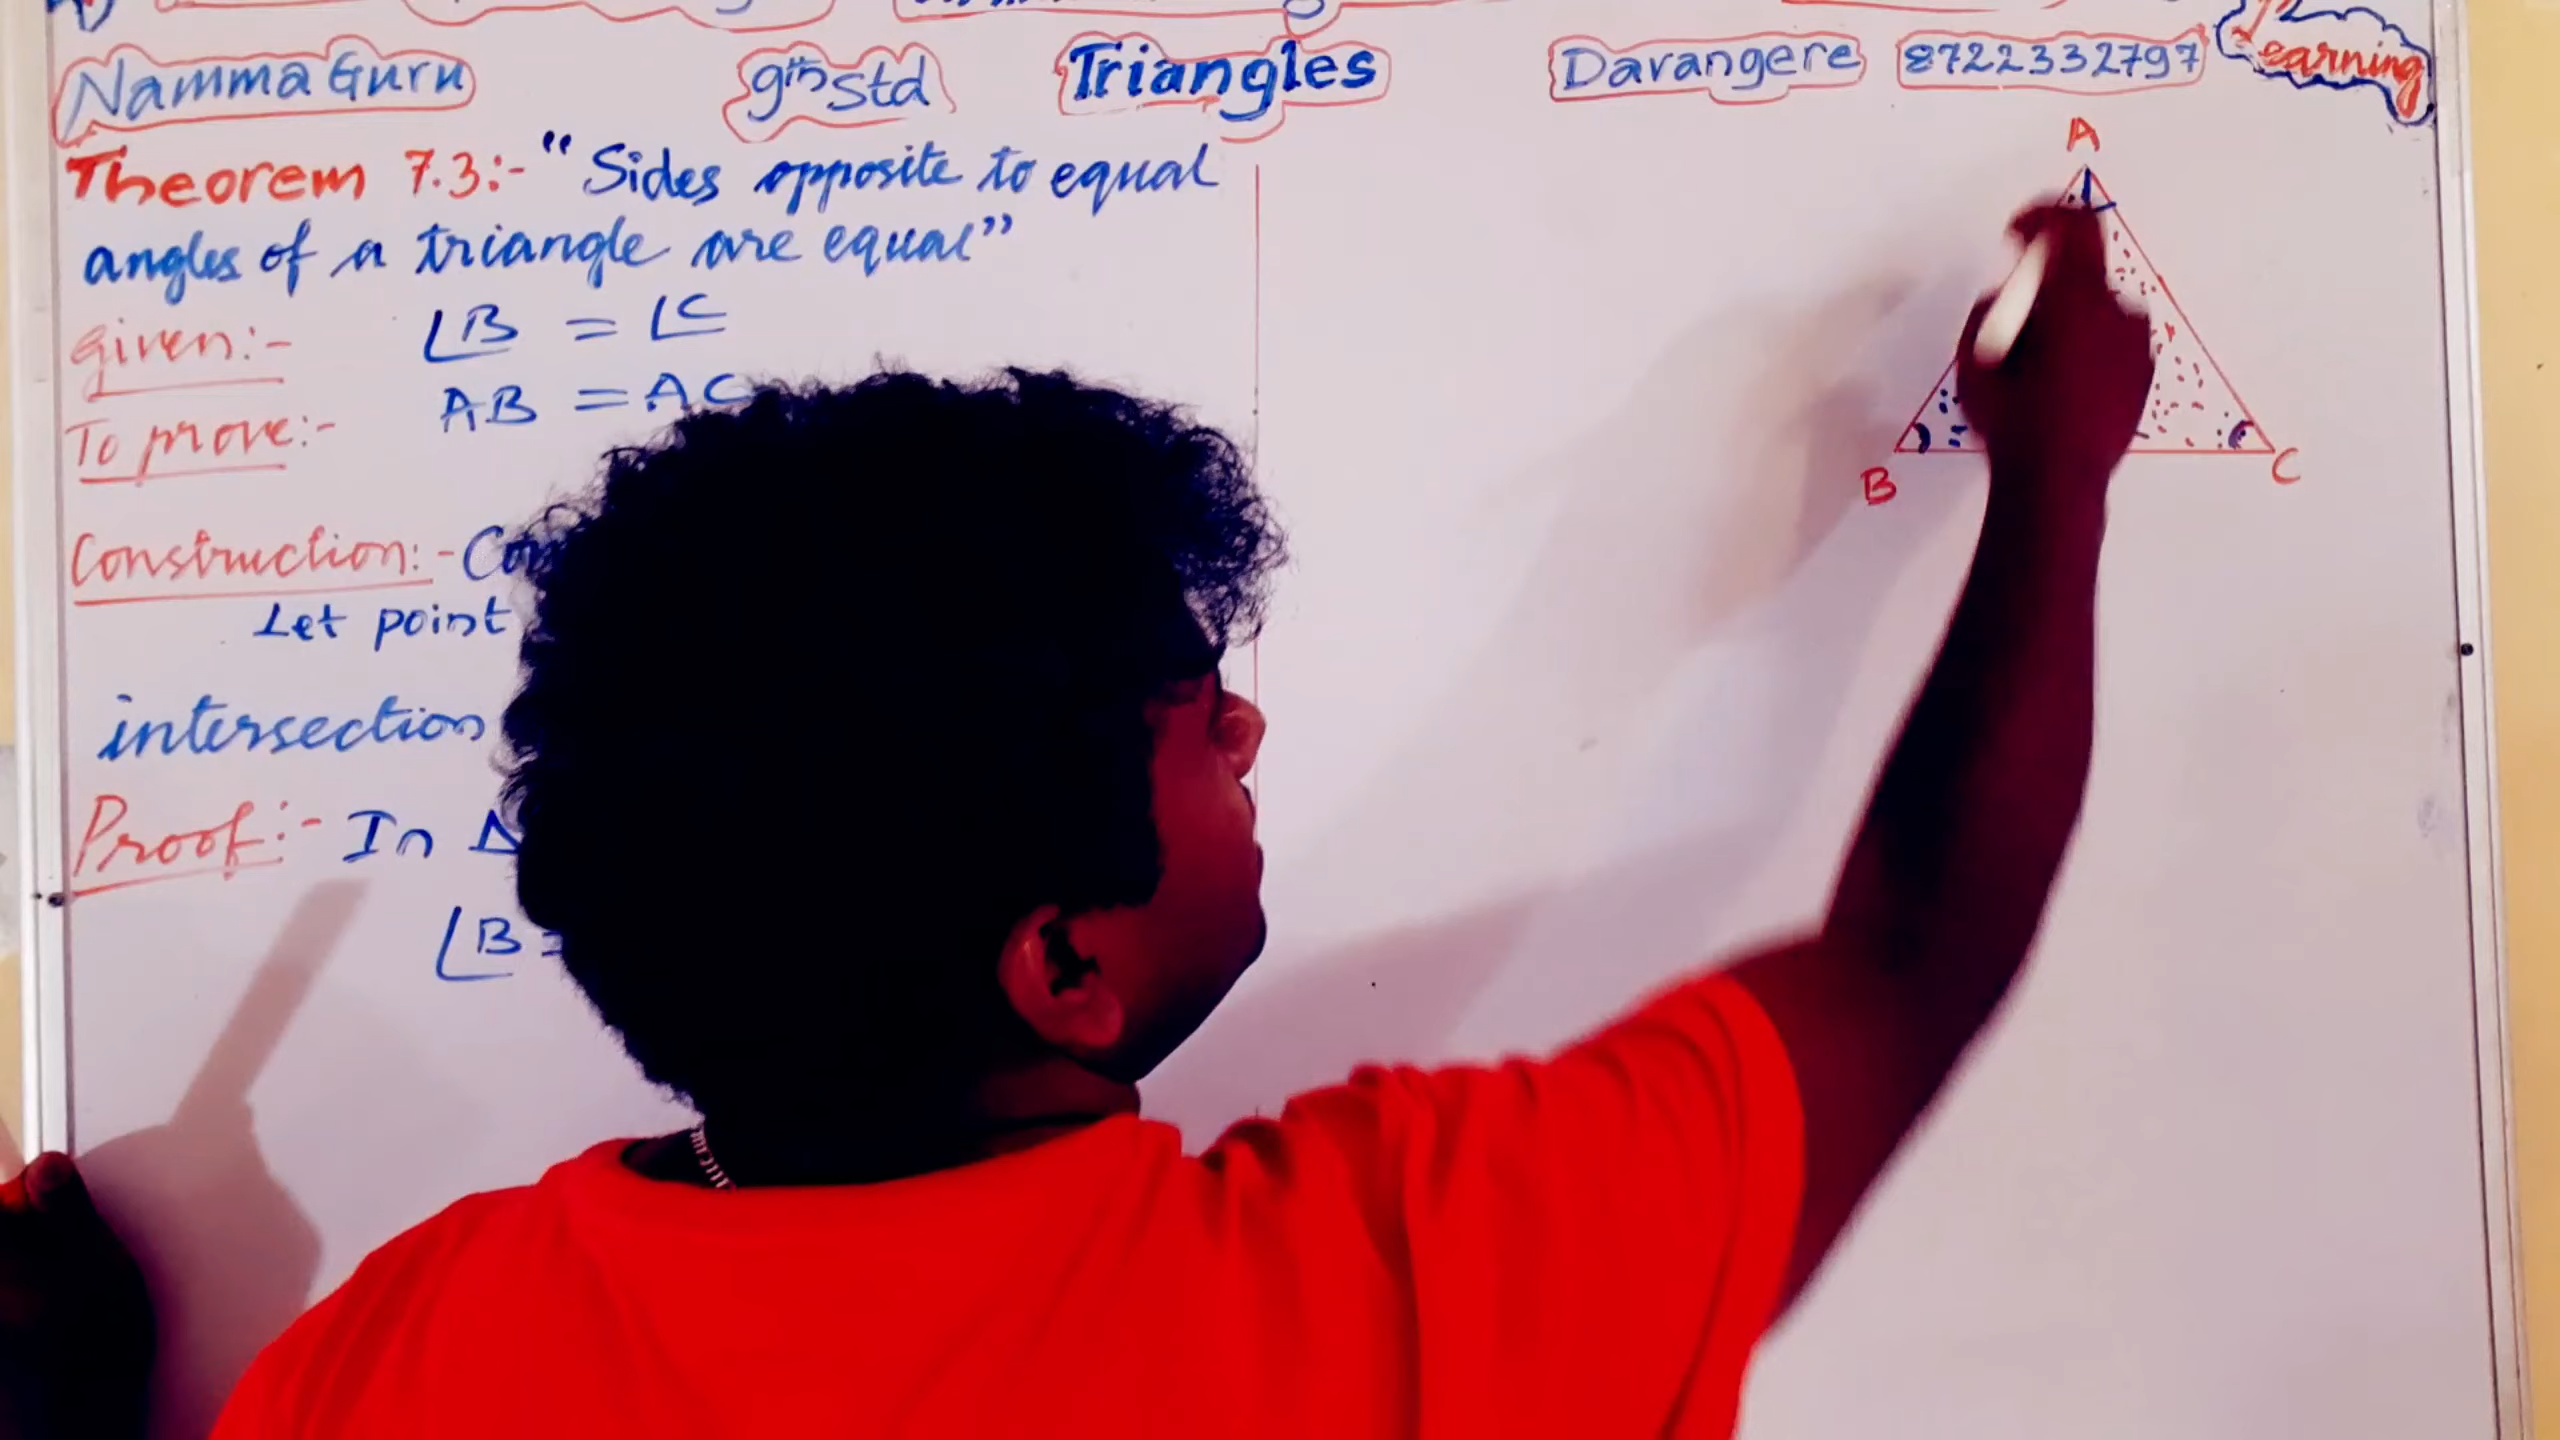 Namma Guru 9th std Triangles Davangere 8722332797 Learning
Theorem 7.3:- "Sides opposite to equal
angles of a triangle are equal"
given:- ∠B = ∠C
To prove:- AB = AC
Construction:-
Let point
intersection
Proof:- In Δ
∠B =
A
B
C